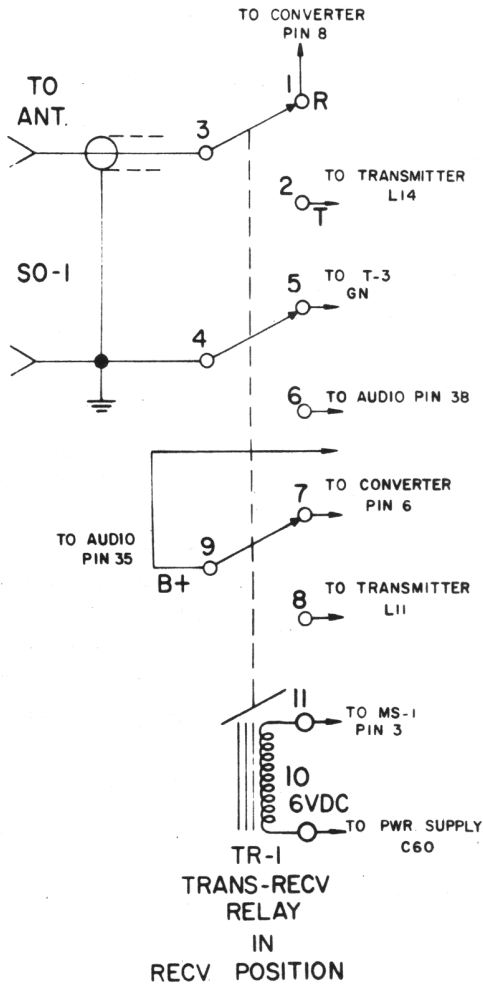 TO CONVERTER
PIN 8
TO
ANT.
1
R
3
2
TO TRANSMITTER
L14
T
SO-1
5
TO T-3
GN
4
6
TO AUDIO PIN 38
7
TO CONVERTER
PIN 6
TO AUDIO
PIN 35
9
B+
8
TO TRANSMITTER
L11
11
TO MS-1
PIN 3
10
6VDC
TO PWR. SUPPLY
C60
TR-1
TRANS-RECV
RELAY
IN
RECV POSITION